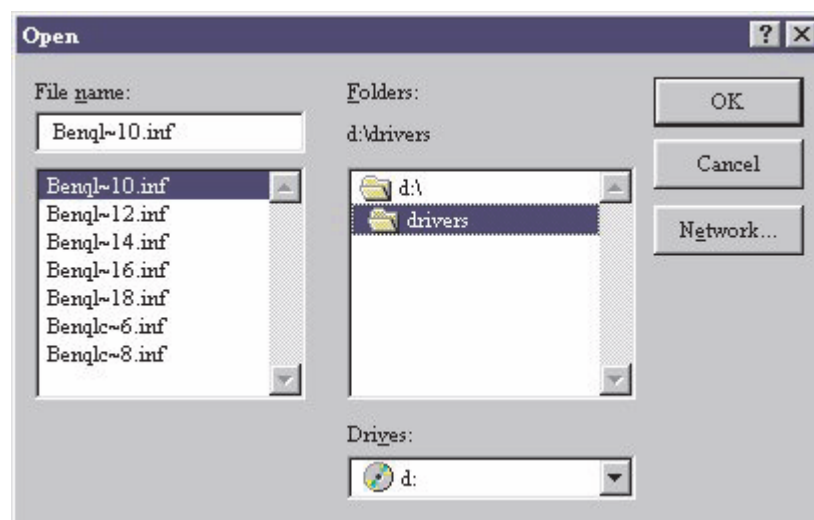 Open
File name:
Benql~10.inf
Benql~10.inf
Benql~12.inf
Benql~14.inf
Benql~16.inf
Benql~18.inf
Benqlc~6.inf
Benqlc~8.inf
Folders:
d:\drivers
d:\
drivers
Drives:
d:
OK
Cancel
Network...